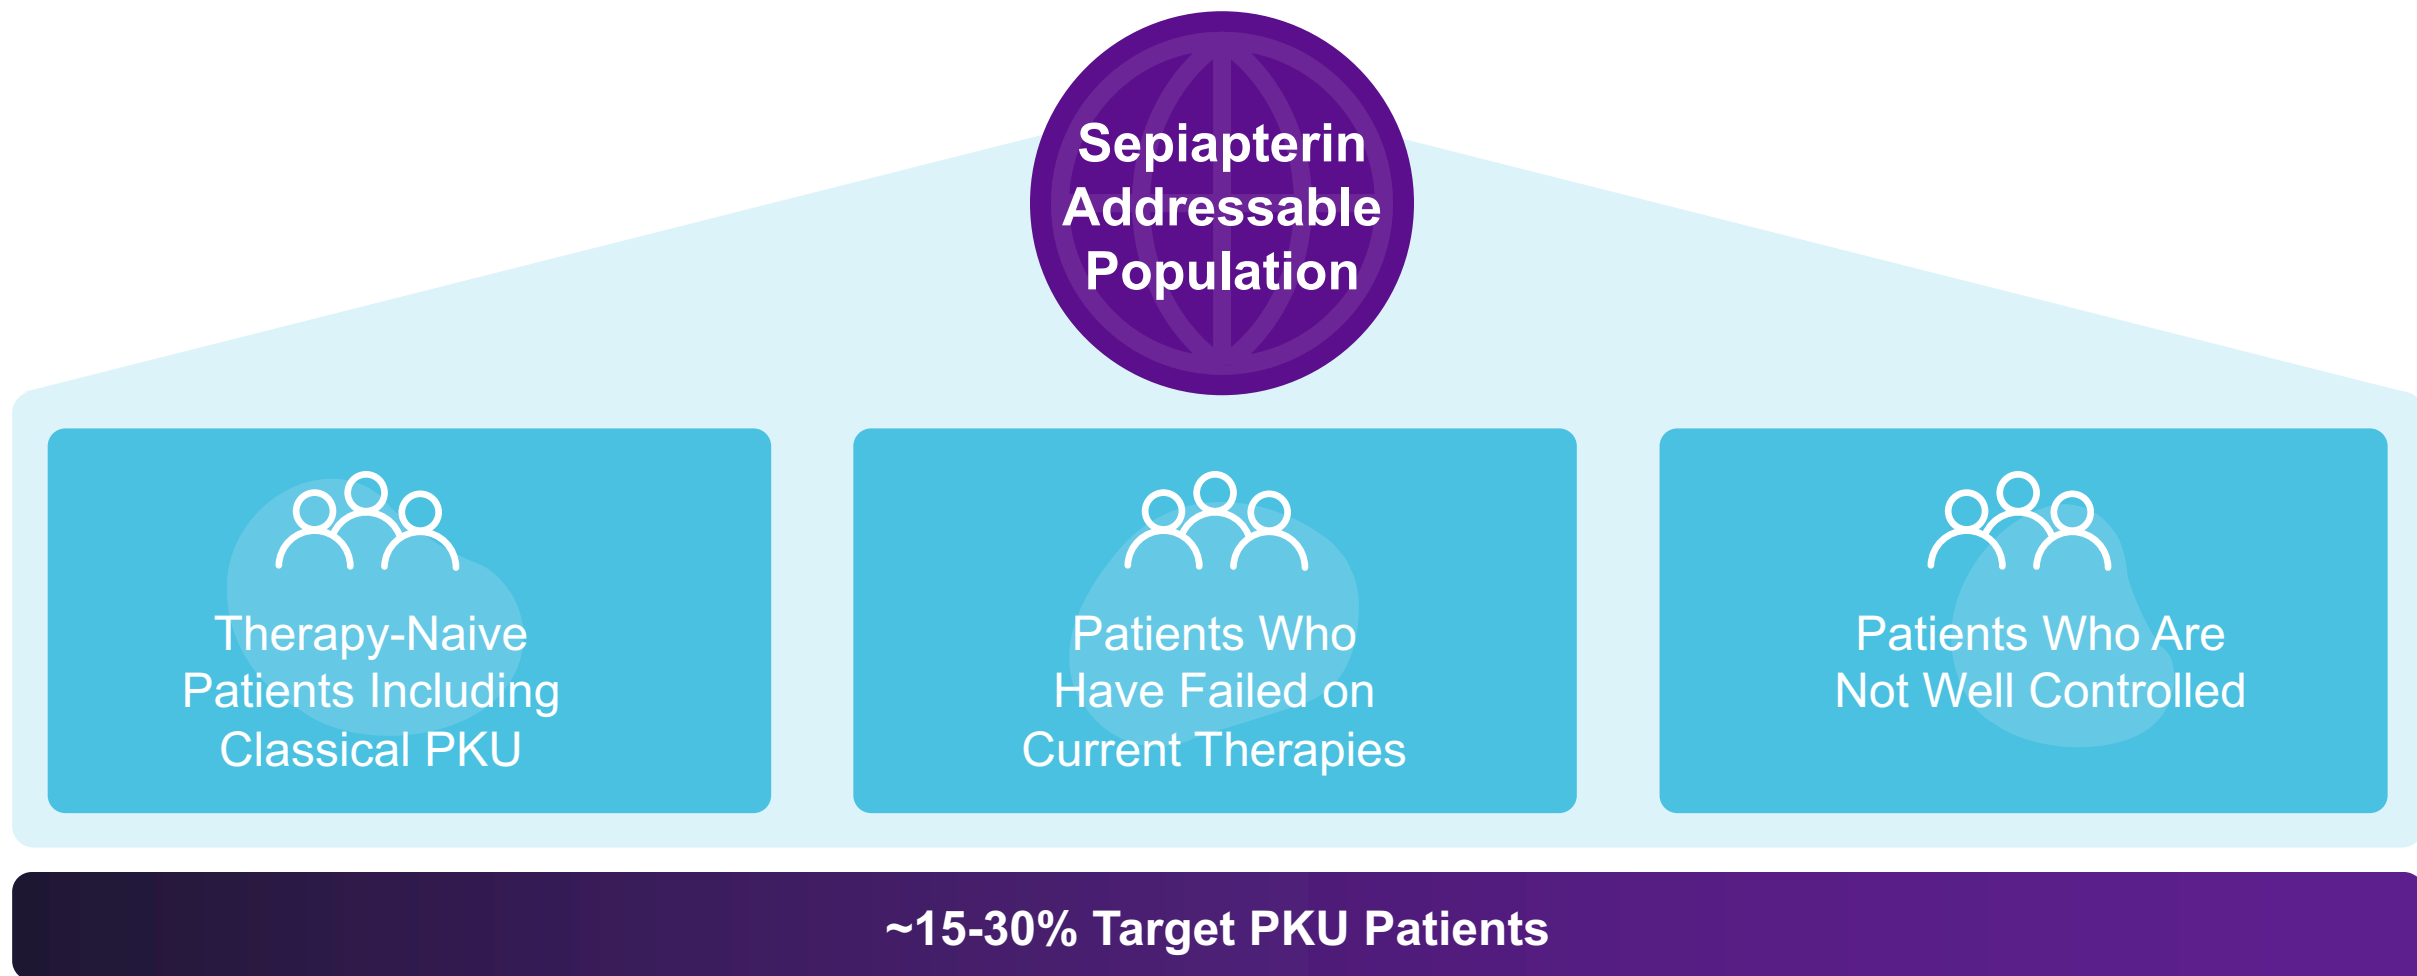 Sepiapterin
Addressable
Population
Therapy-Naive
Patients Including
Classical PKU
Patients Who
Have Failed on
Current Therapies
Patients Who Are
Not Well Controlled
~15-30% Target PKU Patients